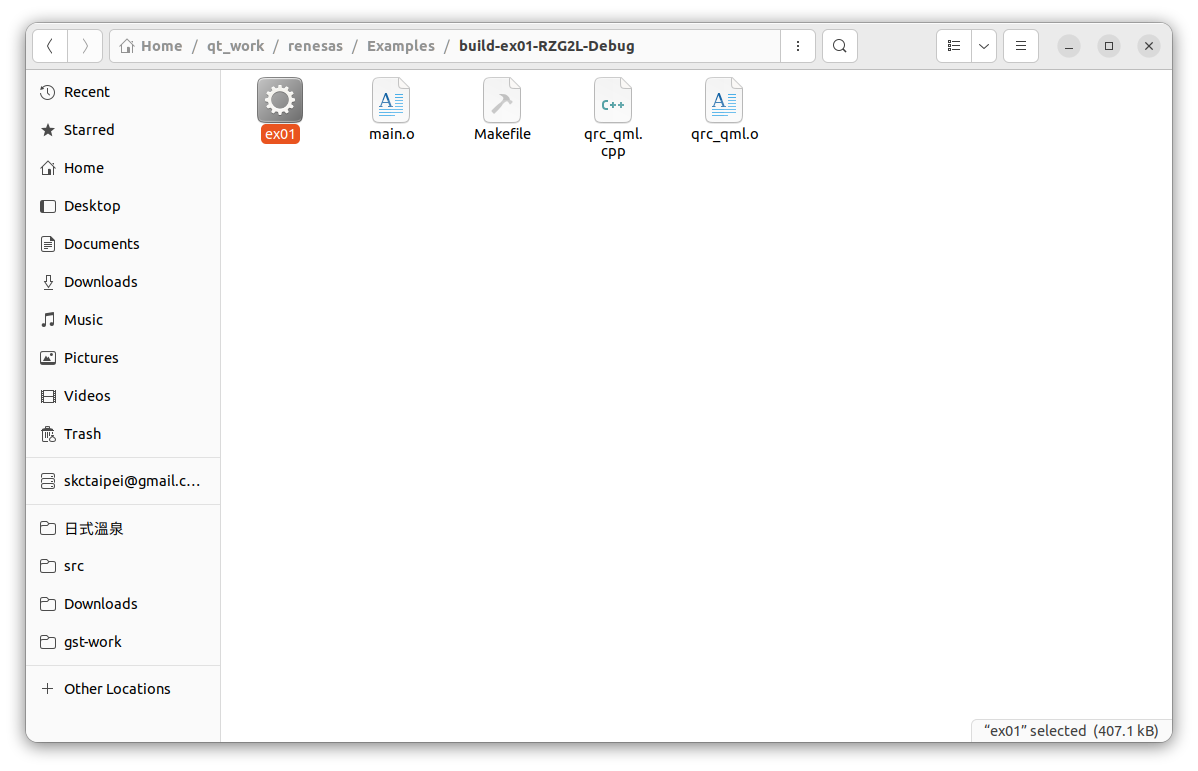 Home / qt_work / renesas / Examples / build-ex01-RZG2L-Debug
Recent
Starred
Home
Desktop
Documents
Downloads
Music
Pictures
Videos
Trash
skctaipei@gmail.c...
日式溫泉
src
Downloads
gst-work
Other Locations
ex01
main.o
Makefile
C++
qrc_qml.
cpp
qrc_qml.o
“ex01” selected (407.1 kB)